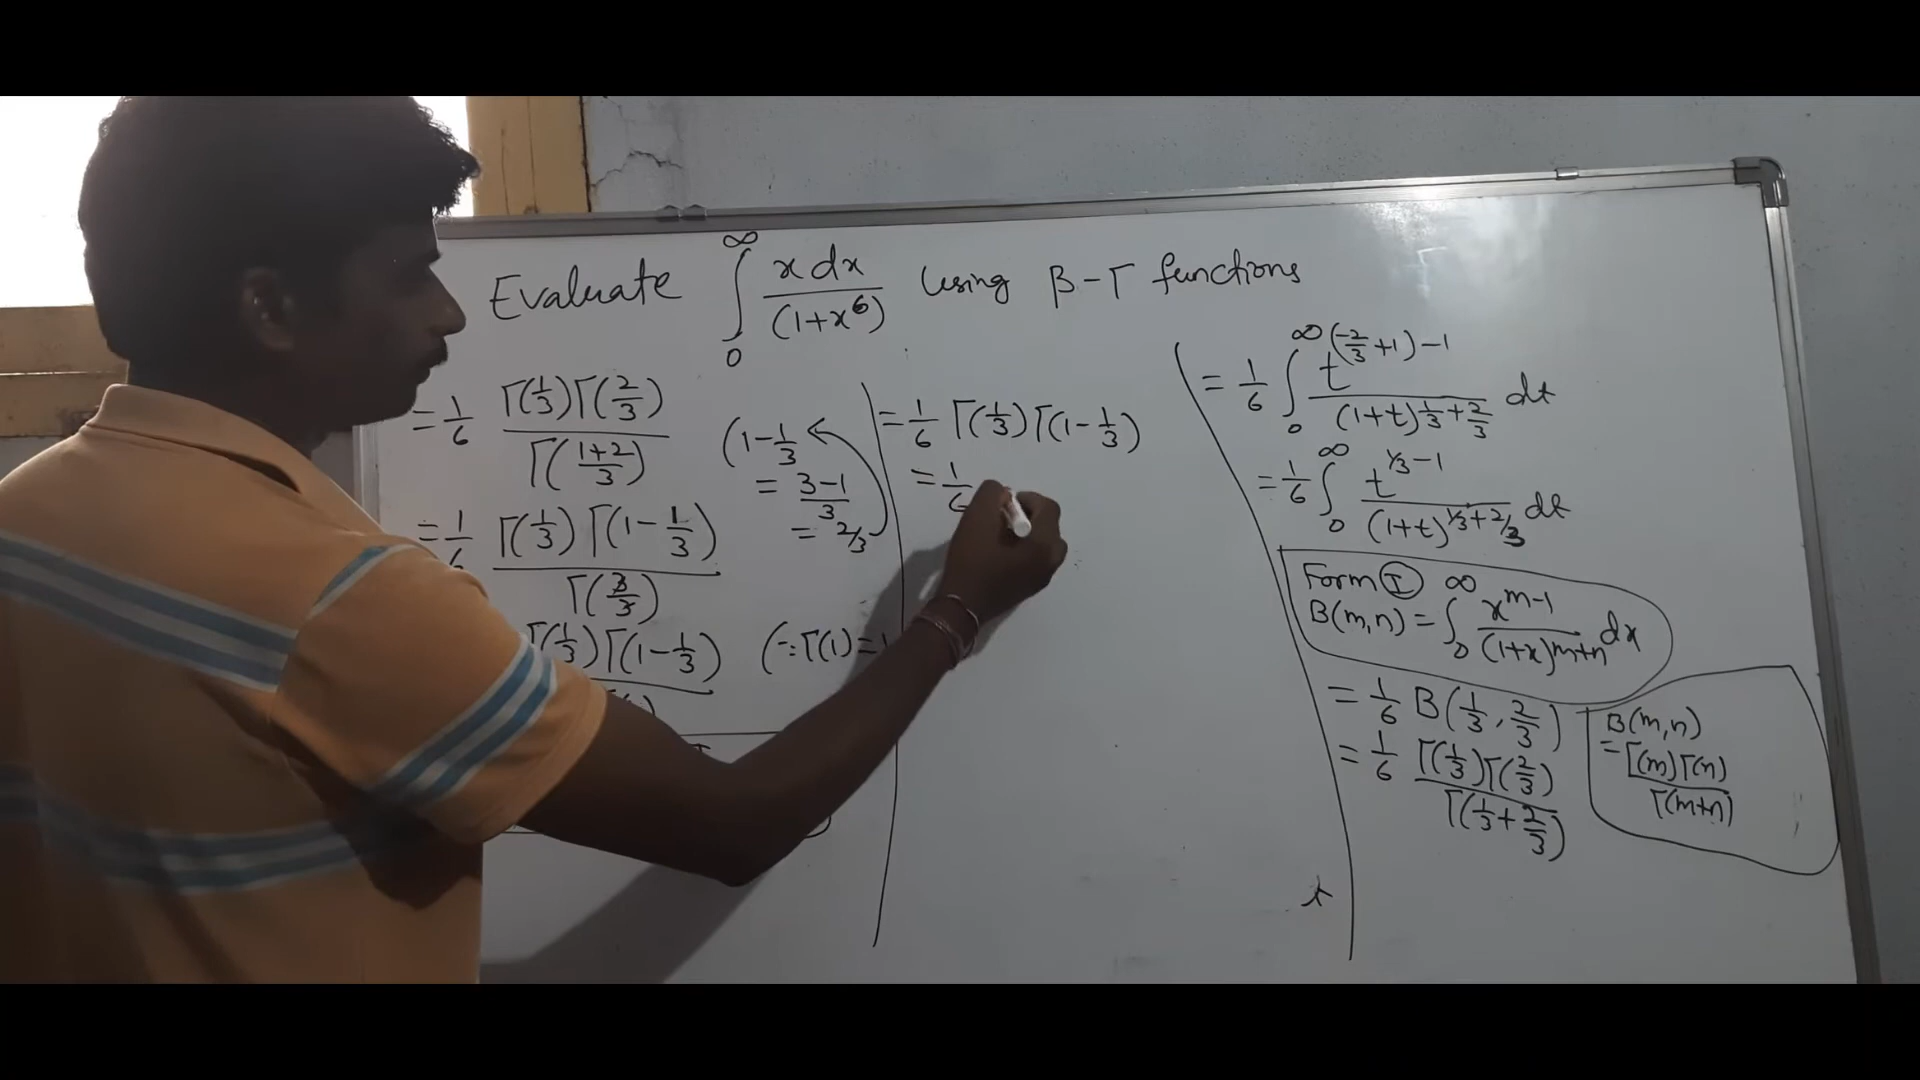 Evaluate ∫₀^∞ x dx / (1+x⁶) using β-Γ functions
= 1/6 Γ(1/3)Γ(2/3) / Γ((1+2)/3)
= 1/6 Γ(1/3) Γ(1-1/3) / Γ(3/3)
Γ(1/3)Γ(1-1/3) (∵ Γ(1)=1
(1-1/3
= (3-1)/3
= 2/3
= 1/6 Γ(1/3) Γ(1-1/3)
= 1/6
= 1/6 ∫₀^∞ t^((-2/3+1)-1) / (1+t)^(1/3+2/3) dt
= 1/6 ∫₀^∞ t^(1/3-1) / (1+t)^(1/3+2/3) dt
Form I
B(m,n) = ∫₀^∞ x^(m-1) / (1+x)^(m+n) dx
= 1/6 B(1/3, 2/3)
= 1/6 Γ(1/3)Γ(2/3) / Γ(1/3+2/3)
B(m,n)
= Γ(m)Γ(n) / Γ(m+n)
t